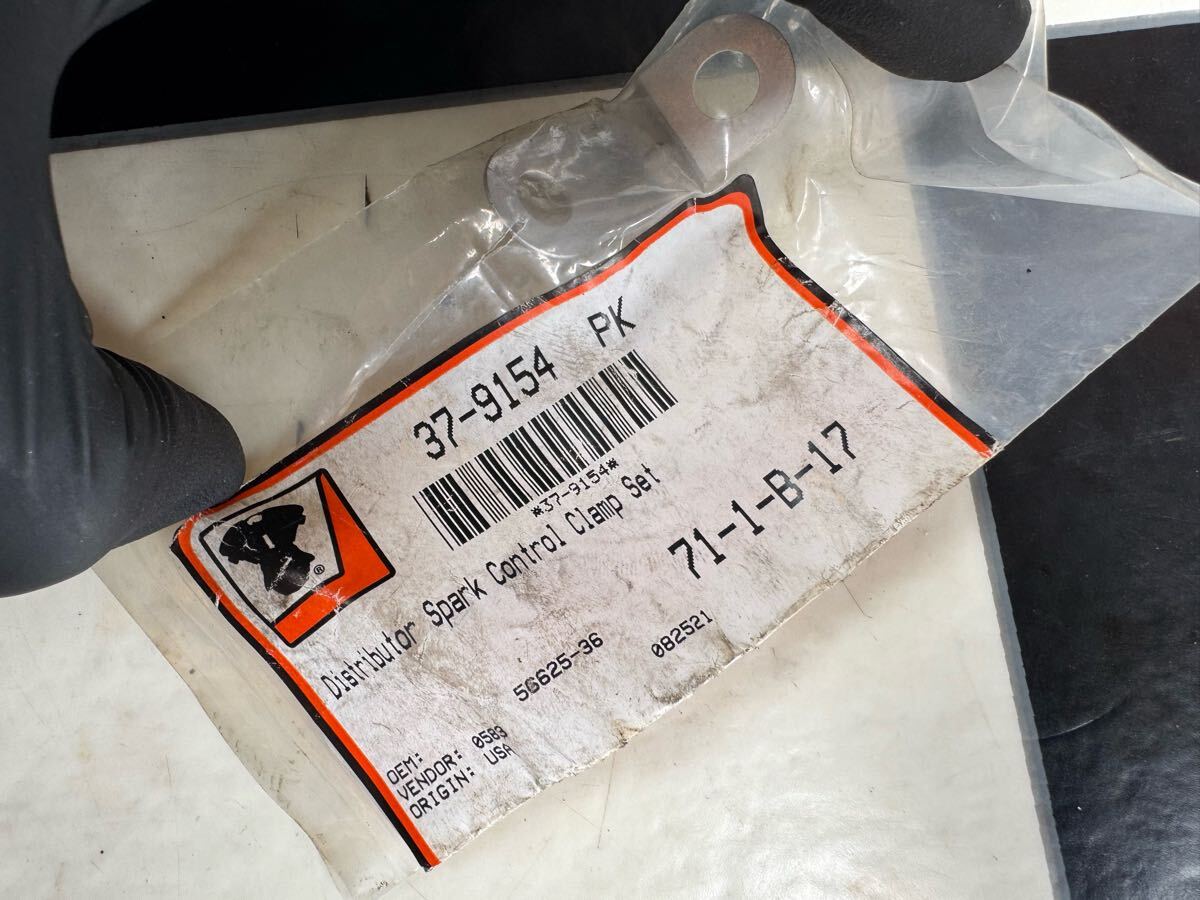 37-9154 PK
*37-9154*
Distributor Spark Control Clamp Set
71-1-B-17
OEM: 56625-36 082521
VENDOR: 0583
ORIGIN: USA
®